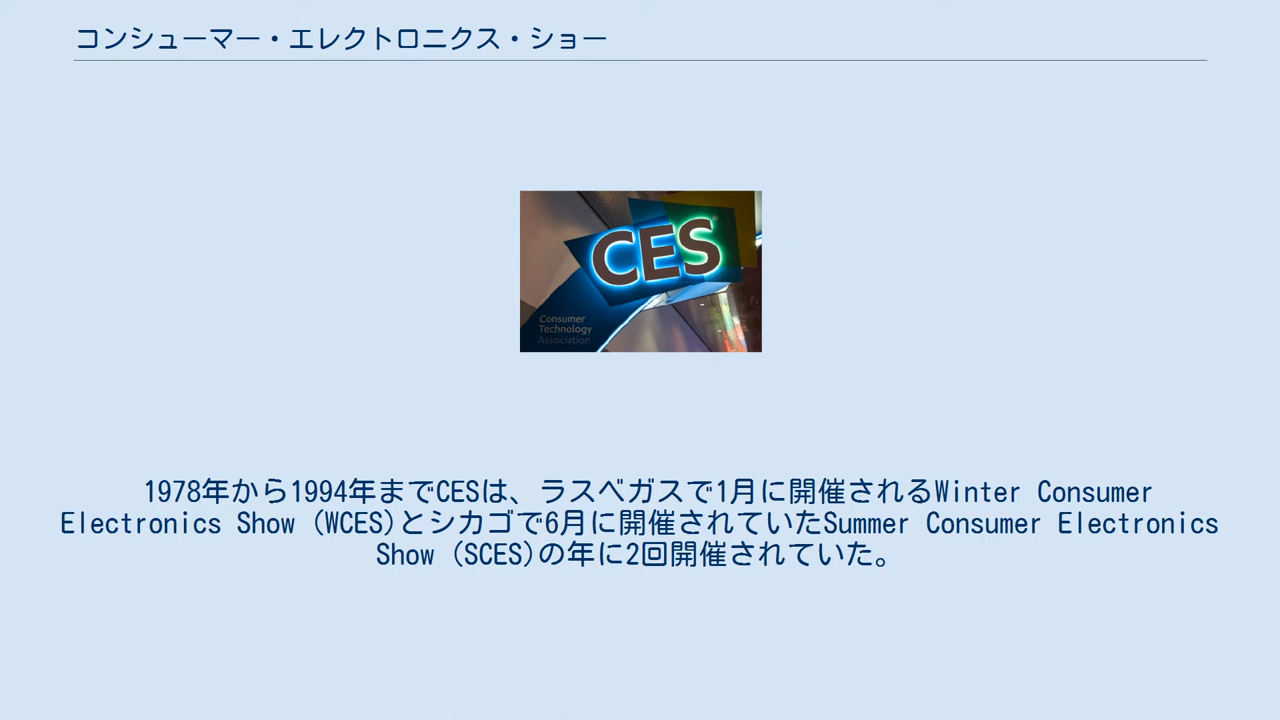 コンシューマー・エレクトロニクス・ショー
CES
Consumer
Technology
Association
1978年から1994年までCESは、ラスベガスで1月に開催されるWinter Consumer
Electronics Show (WCES)とシカゴで6月に開催されていたSummer Consumer Electronics
Show (SCES)の年に2回開催されていた。